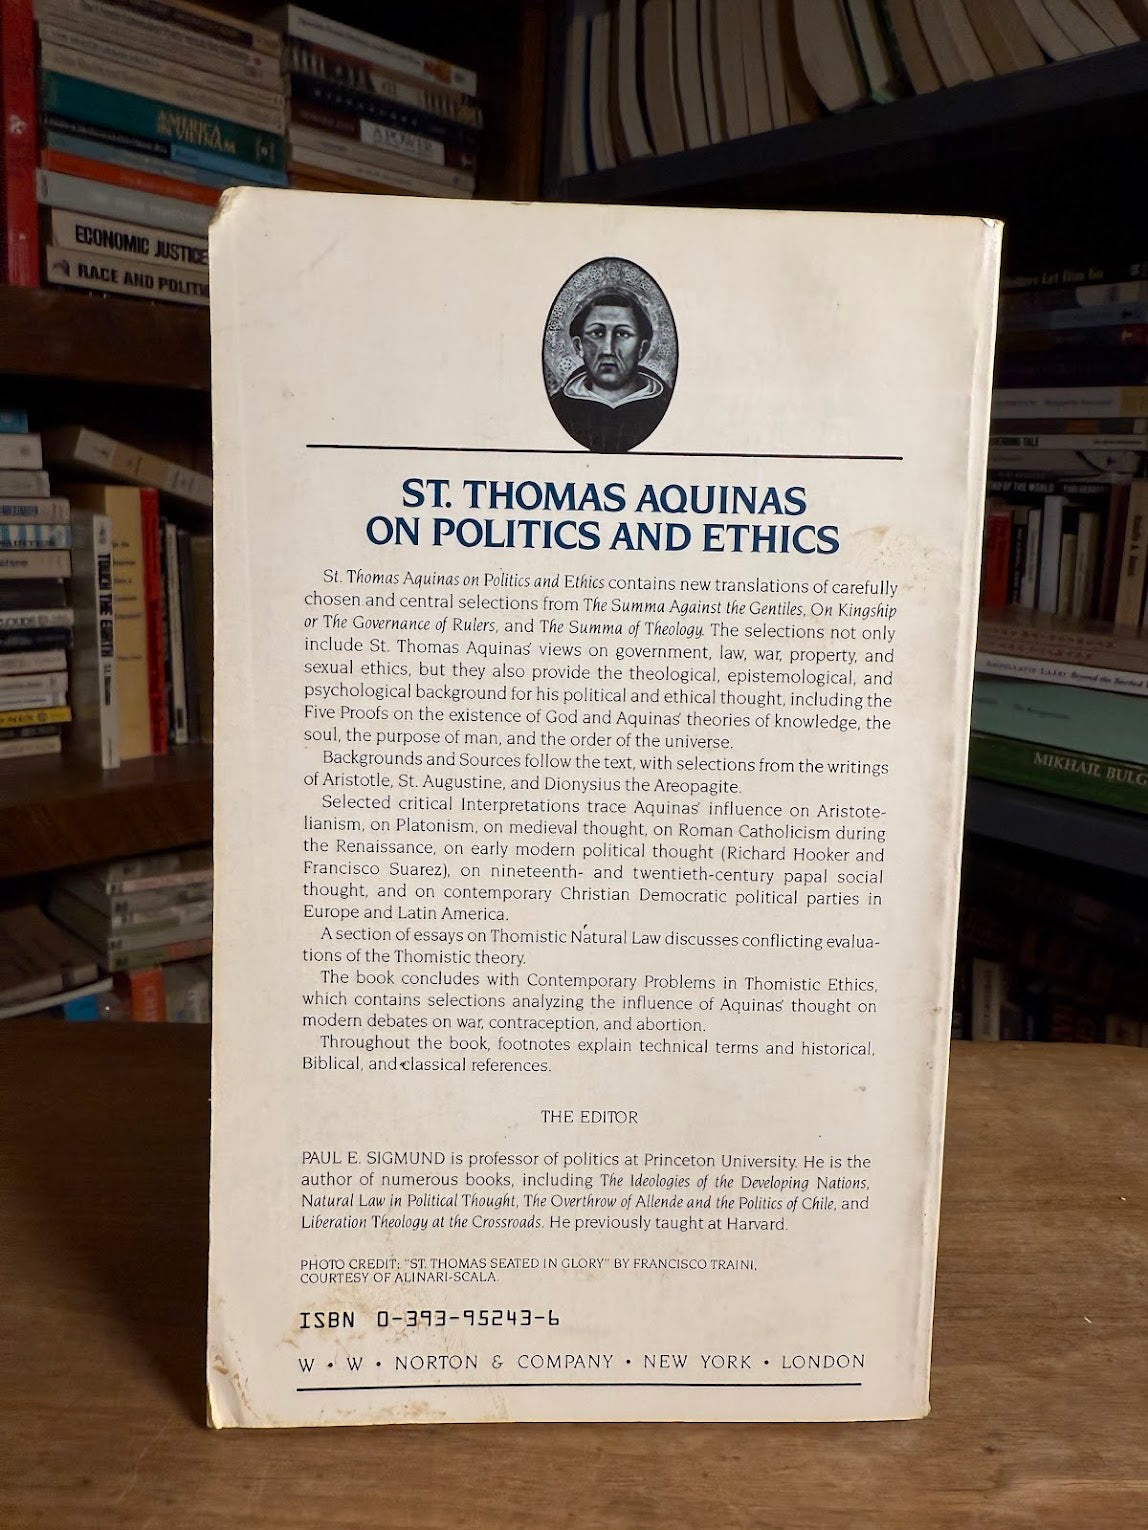 AMERICA
IN VIETNAM
A POWER
ECONOMIC JUSTICE
RACE AND POLITI
TOUCH THE EARTH
MIKHAIL BULG
ST. THOMAS AQUINAS
ON POLITICS AND ETHICS
St. Thomas Aquinas on Politics and Ethics contains new translations of carefully
chosen and central selections from The Summa Against the Gentiles, On Kingship
or The Governance of Rulers, and The Summa of Theology. The selections not only
include St. Thomas Aquinas' views on government, law, war, property, and
sexual ethics, but they also provide the theological, epistemological, and
psychological background for his political and ethical thought, including the
Five Proofs on the existence of God and Aquinas' theories of knowledge, the
soul, the purpose of man, and the order of the universe.
Backgrounds and Sources follow the text, with selections from the writings
of Aristotle, St. Augustine, and Dionysius the Areopagite.
Selected critical Interpretations trace Aquinas' influence on Aristote-
lianism, on Platonism, on medieval thought, on Roman Catholicism during
the Renaissance, on early modern political thought (Richard Hooker and
Francisco Suarez), on nineteenth- and twentieth-century papal social
thought, and on contemporary Christian Democratic political parties in
Europe and Latin America.
A section of essays on Thomistic Natural Law discusses conflicting evalua-
tions of the Thomistic theory.
The book concludes with Contemporary Problems in Thomistic Ethics,
which contains selections analyzing the influence of Aquinas' thought on
modern debates on war, contraception, and abortion.
Throughout the book, footnotes explain technical terms and historical,
Biblical, and classical references.
THE EDITOR
PAUL E. SIGMUND is professor of politics at Princeton University. He is the
author of numerous books, including The Ideologies of the Developing Nations,
Natural Law in Political Thought, The Overthrow of Allende and the Politics of Chile, and
Liberation Theology at the Crossroads. He previously taught at Harvard.
PHOTO CREDIT: "ST. THOMAS SEATED IN GLORY" BY FRANCISCO TRAINI,
COURTESY OF ALINARI-SCALA.
ISBN 0-393-95243-6
W • W • NORTON & COMPANY • NEW YORK • LONDON